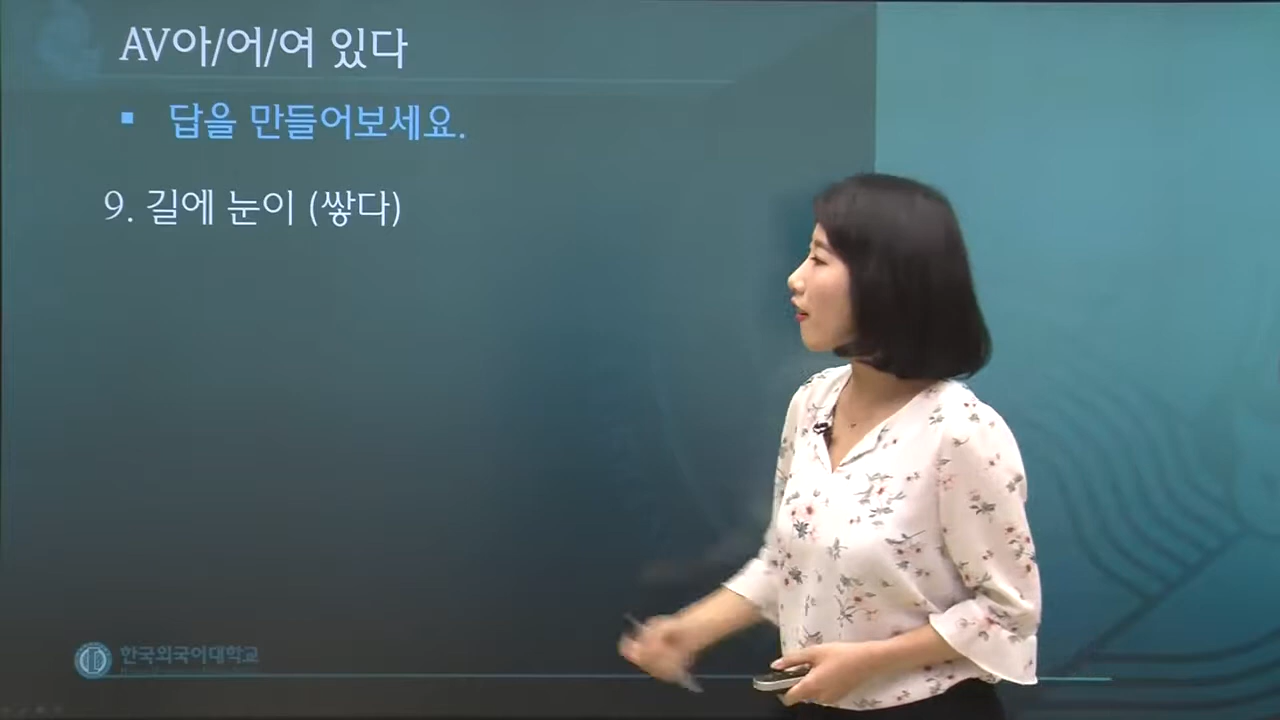 AV아/어/여 있다
▪ 답을 만들어보세요.
9. 길에 눈이 (쌓다)
한국외국어대학교